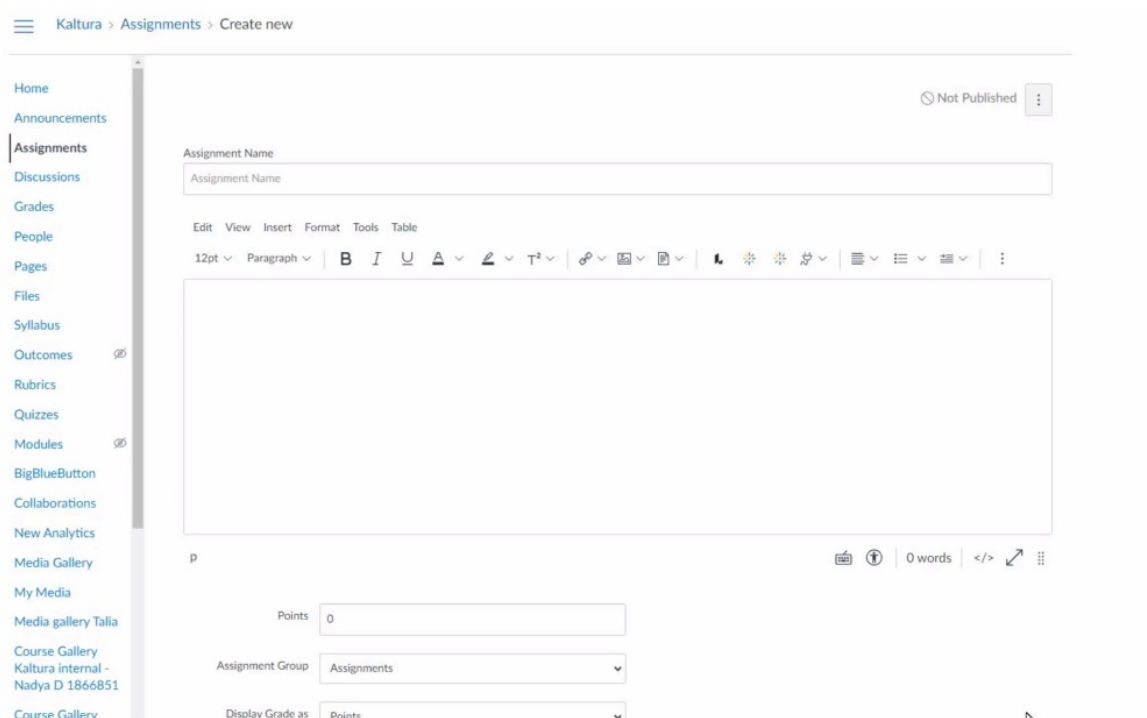 Kaltura > Assignments > Create new
Home
Announcements
Assignments
Discussions
Grades
People
Pages
Files
Syllabus
Outcomes
Rubrics
Quizzes
Modules
BigBlueButton
Collaborations
New Analytics
Media Gallery
My Media
Media gallery Talia
Course Gallery
Kaltura internal -
Nadya D 1866851
Course Gallery
Not Published
Assignment Name
Assignment Name
Edit View Insert Format Tools Table
12pt Paragraph B I U A T²
p 0 words </>
Points 0
Assignment Group Assignments
Display Grade as Points